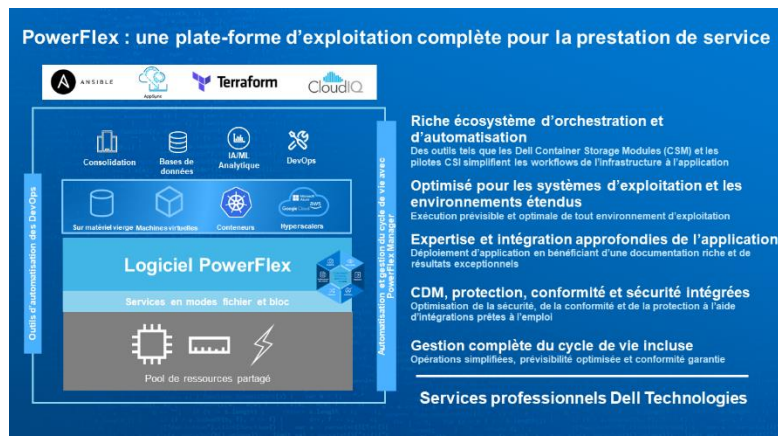 PowerFlex : une plate-forme d'exploitation complète pour la prestation de service
A ANSIBLE
AppSync
Terraform
CloudIQ
Consolidation
Bases de
données
IA/ML
Analytique
DevOps
Sur matériel vierge
Machines virtuelles
Conteneurs
Microsoft
Azure
Google Cloud
AWS
Hyperscalers
Logiciel PowerFlex
Services en modes fichier et bloc
Pool de ressources partagé
Outils d'automatisation des DevOps
Automatisation et gestion du cycle de vie avec
PowerFlex Manager
Riche écosystème d'orchestration et
d'automatisation
Des outils tels que les Dell Container Storage Modules (CSM) et les
pilotes CSI simplifient les workflows de l'infrastructure à l'application
Optimisé pour les systèmes d'exploitation et les
environnements étendus
Exécution prévisible et optimale de tout environnement d'exploitation
Expertise et intégration approfondies de l'application
Déploiement d'application en bénéficiant d'une documentation riche et de
résultats exceptionnels
CDM, protection, conformité et sécurité intégrées
Optimisation de la sécurité, de la conformité et de la protection à l'aide
d'intégrations prêtes à l'emploi
Gestion complète du cycle de vie incluse
Opérations simplifiées, prévisibilité optimisée et conformité garantie
Services professionnels Dell Technologies